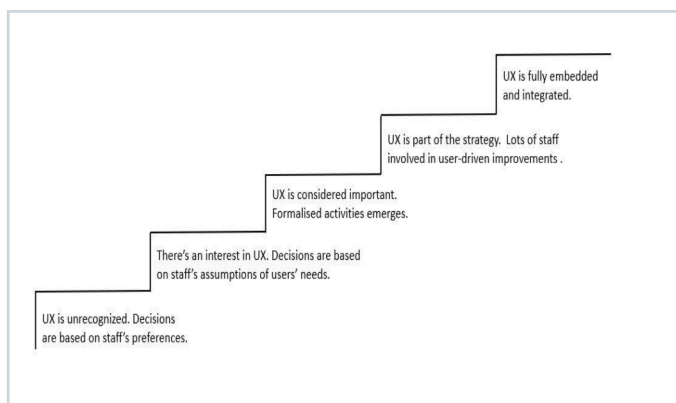 UX is fully embedded
and integrated.
UX is part of the strategy. Lots of staff
involved in user-driven improvements .
UX is considered important.
Formalised activities emerges.
There's an interest in UX. Decisions are based
on staff's assumptions of users' needs.
UX is unrecognized. Decisions
are based on staff's preferences.